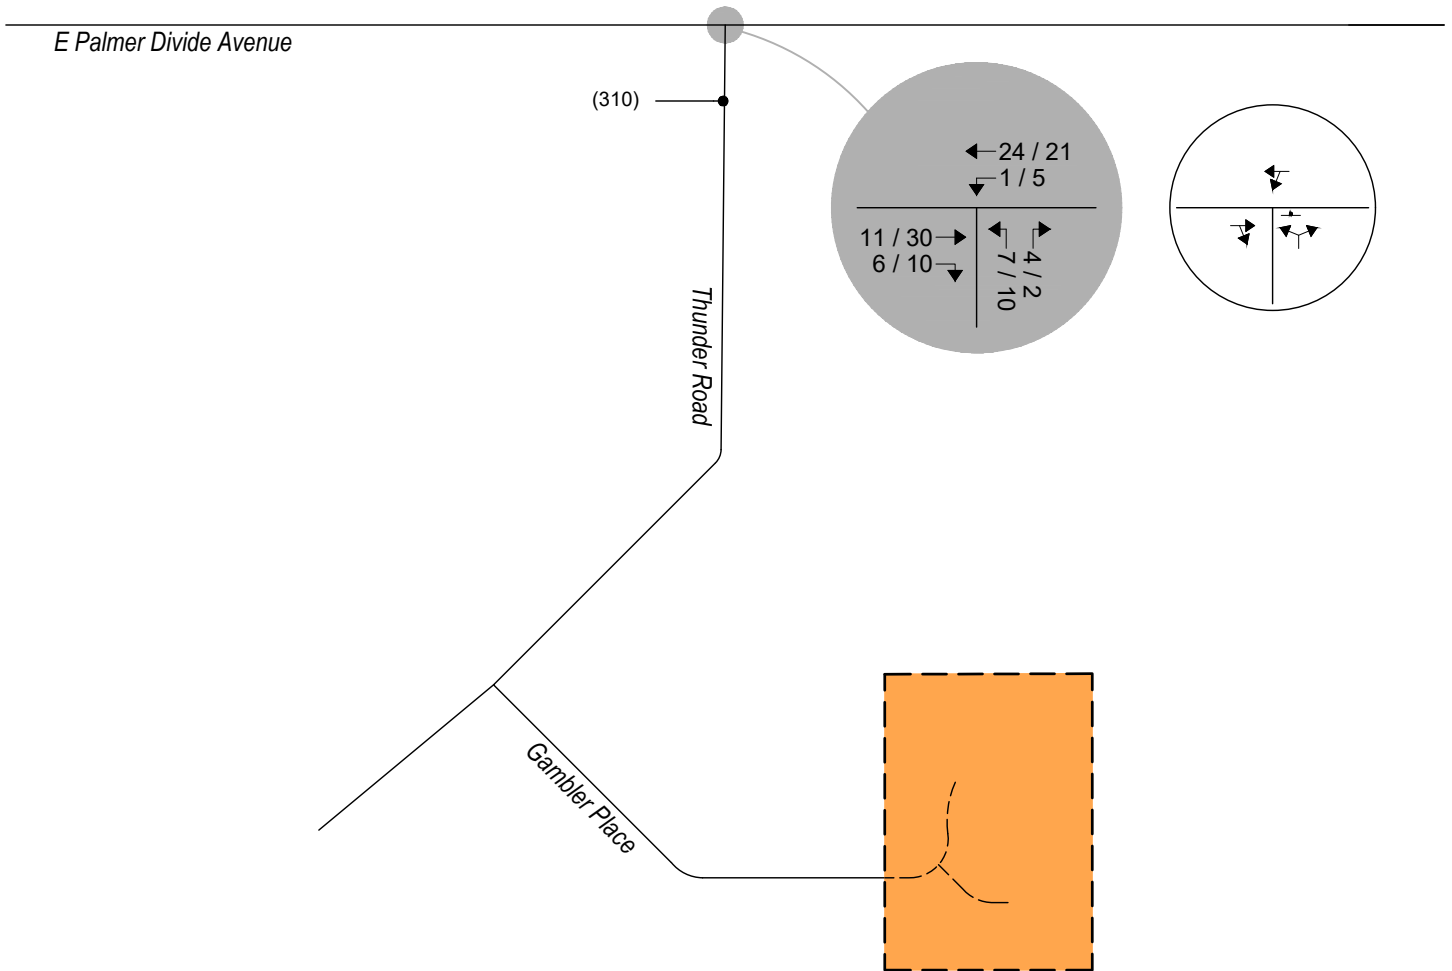 E Palmer Divide Avenue
(310)
24 / 21
1 / 5
11 / 30
6 / 10
7 / 10
4 / 2
Thunder Road
Gambler Place